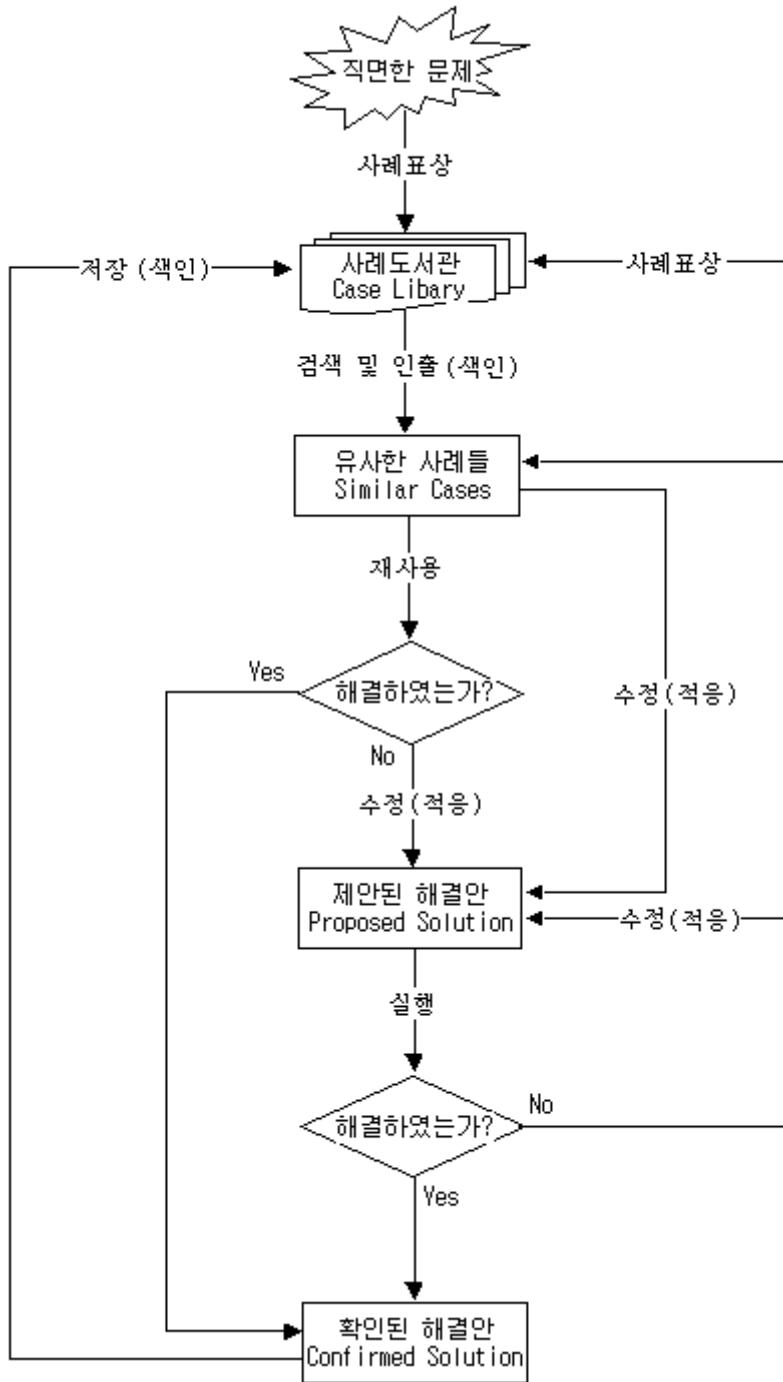 직면한 문제
사례표상
저장(색인)
사례도서관
Case Libary
사례표상
검색 및 인출(색인)
유사한 사례들
Similar Cases
재사용
Yes
해결하였는가?
수정(적응)
No
수정(적응)
제안된 해결안
Proposed Solution
수정(적응)
실행
해결하였는가?
No
Yes
확인된 해결안
Confirmed Solution